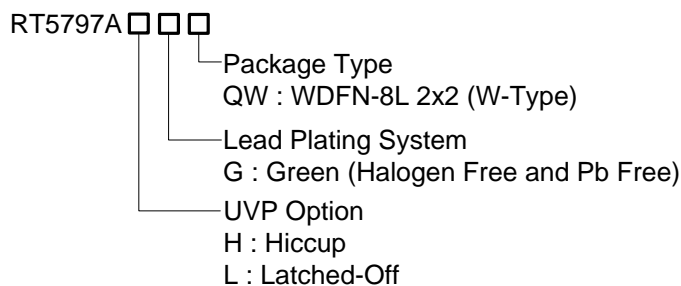 RT5797A
Package Type
QW : WDFN-8L 2x2 (W-Type)
Lead Plating System
G : Green (Halogen Free and Pb Free)
UVP Option
H : Hiccup
L : Latched-Off